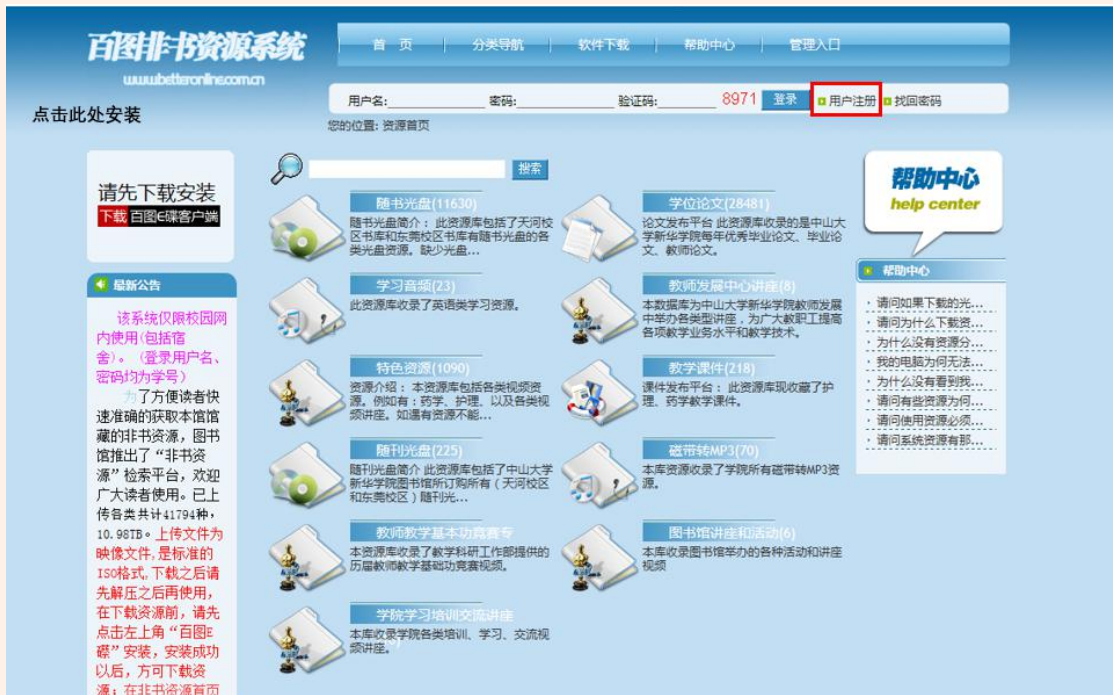 百图非书资源系统
www.betteronline.com.cn
首 页 | 分类导航 | 软件下载 | 帮助中心 | 管理入口
点击此处安装
用户名: 密码: 验证码: 8971 登录 用户注册 找回密码
您的位置: 资源首页
请先下载安装
下载 百图E碟客户端
最新公告
该系统仅限校园网
内使用(包括宿
舍)。 (登录用户名、
密码均为学号)
为了方便读者快
速准确的获取本馆馆
藏的非书资源，图书
馆推出了“非书资
源”检索平台，欢迎
广大读者使用。已上
传各类共计41794种，
10.98TB。上传文件为
映像文件,是标准的
ISO格式,下载之后请
先解压之后再使用，
在下载资源前，请先
点击左上角“百图E
碟”安装，安装成功
以后，方可下载资
源；在非书资源首页
搜索
随书光盘(11630)
随书光盘简介： 此资源库包括了天河校
区书库和东莞校区书库有随书光盘的各
类光盘资源。缺少光盘...
学位论文(28481)
论文发布平台 此资源库收录的是中山大
学新华学院每年优秀毕业论文、毕业论
文、教师论文。
学习音频(23)
此资源库收录了英语类学习资源。
教师发展中心讲座(8)
本数据库为中山大学新华学院教师发展
中举办各类型讲座，为广大教职工提高
各项教学业务水平和教学技术。
特色资源(1090)
资源介绍： 本资源库包括各类视频资
源。例如有：药学、护理、以及各类视
频讲座。如遇有资源不能...
教学课件(218)
课件发布平台： 此资源库现收藏了护
理、药学教学课件。
随刊光盘(225)
随刊光盘简介 此资源库包括了中山大学
新华学院图书馆所订购所有（天河校区
和东莞校区）随刊光...
磁带转MP3(70)
本库资源收录了学院所有磁带转MP3资
源。
教师教学基本功竞赛专
本资源库收录了教学科研工作部提供的
历届教师教学基础功竞赛视频。
图书馆讲座和活动(6)
本库收录图书馆举办的各种活动和讲座
视频
学院学习培训交流讲座
本库收录学院各类培训、学习、交流视
频讲座。
帮助中心
help center
帮助中心
· 请问如果下载的光...
· 请问为什么下载资...
· 为什么没有资源分...
· 我的电脑为何无法...
· 为什么没有看到我...
· 请问有些资源为何...
· 请问使用资源必须...
· 请问系统资源有那...